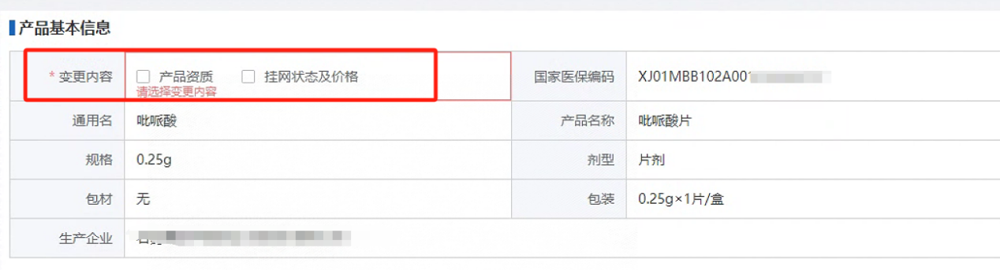 产品基本信息
* 变更内容 产品资质 挂网状态及价格 国家医保编码 XJ01MBB102A001
请选择变更内容
通用名 吡哌酸 产品名称 吡哌酸片
规格 0.25g 剂型 片剂
包材 无 包装 0.25g×1片/盒
生产企业